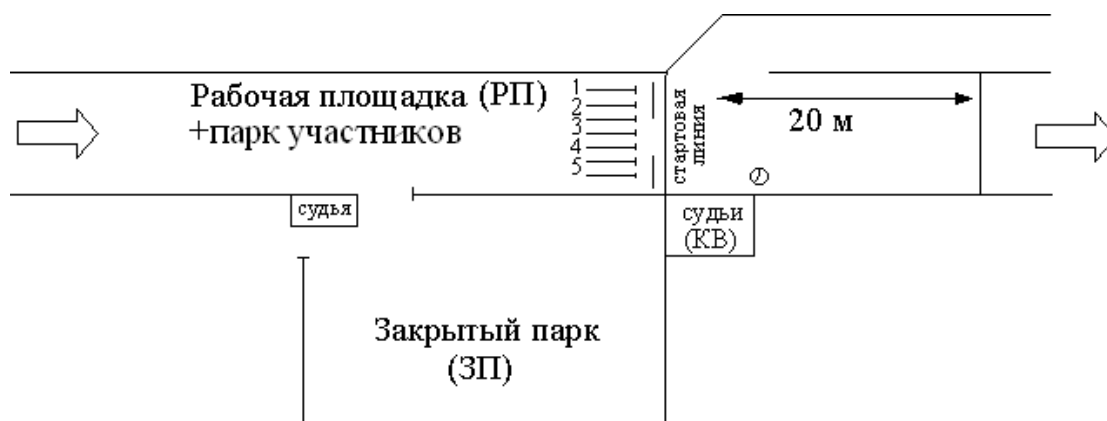 Рабочая площадка (РП)
+парк участников
1
2
3
4
5
стартовая
линия
20 м
судья
судьи
(КВ)
Закрытый парк
(ЗП)